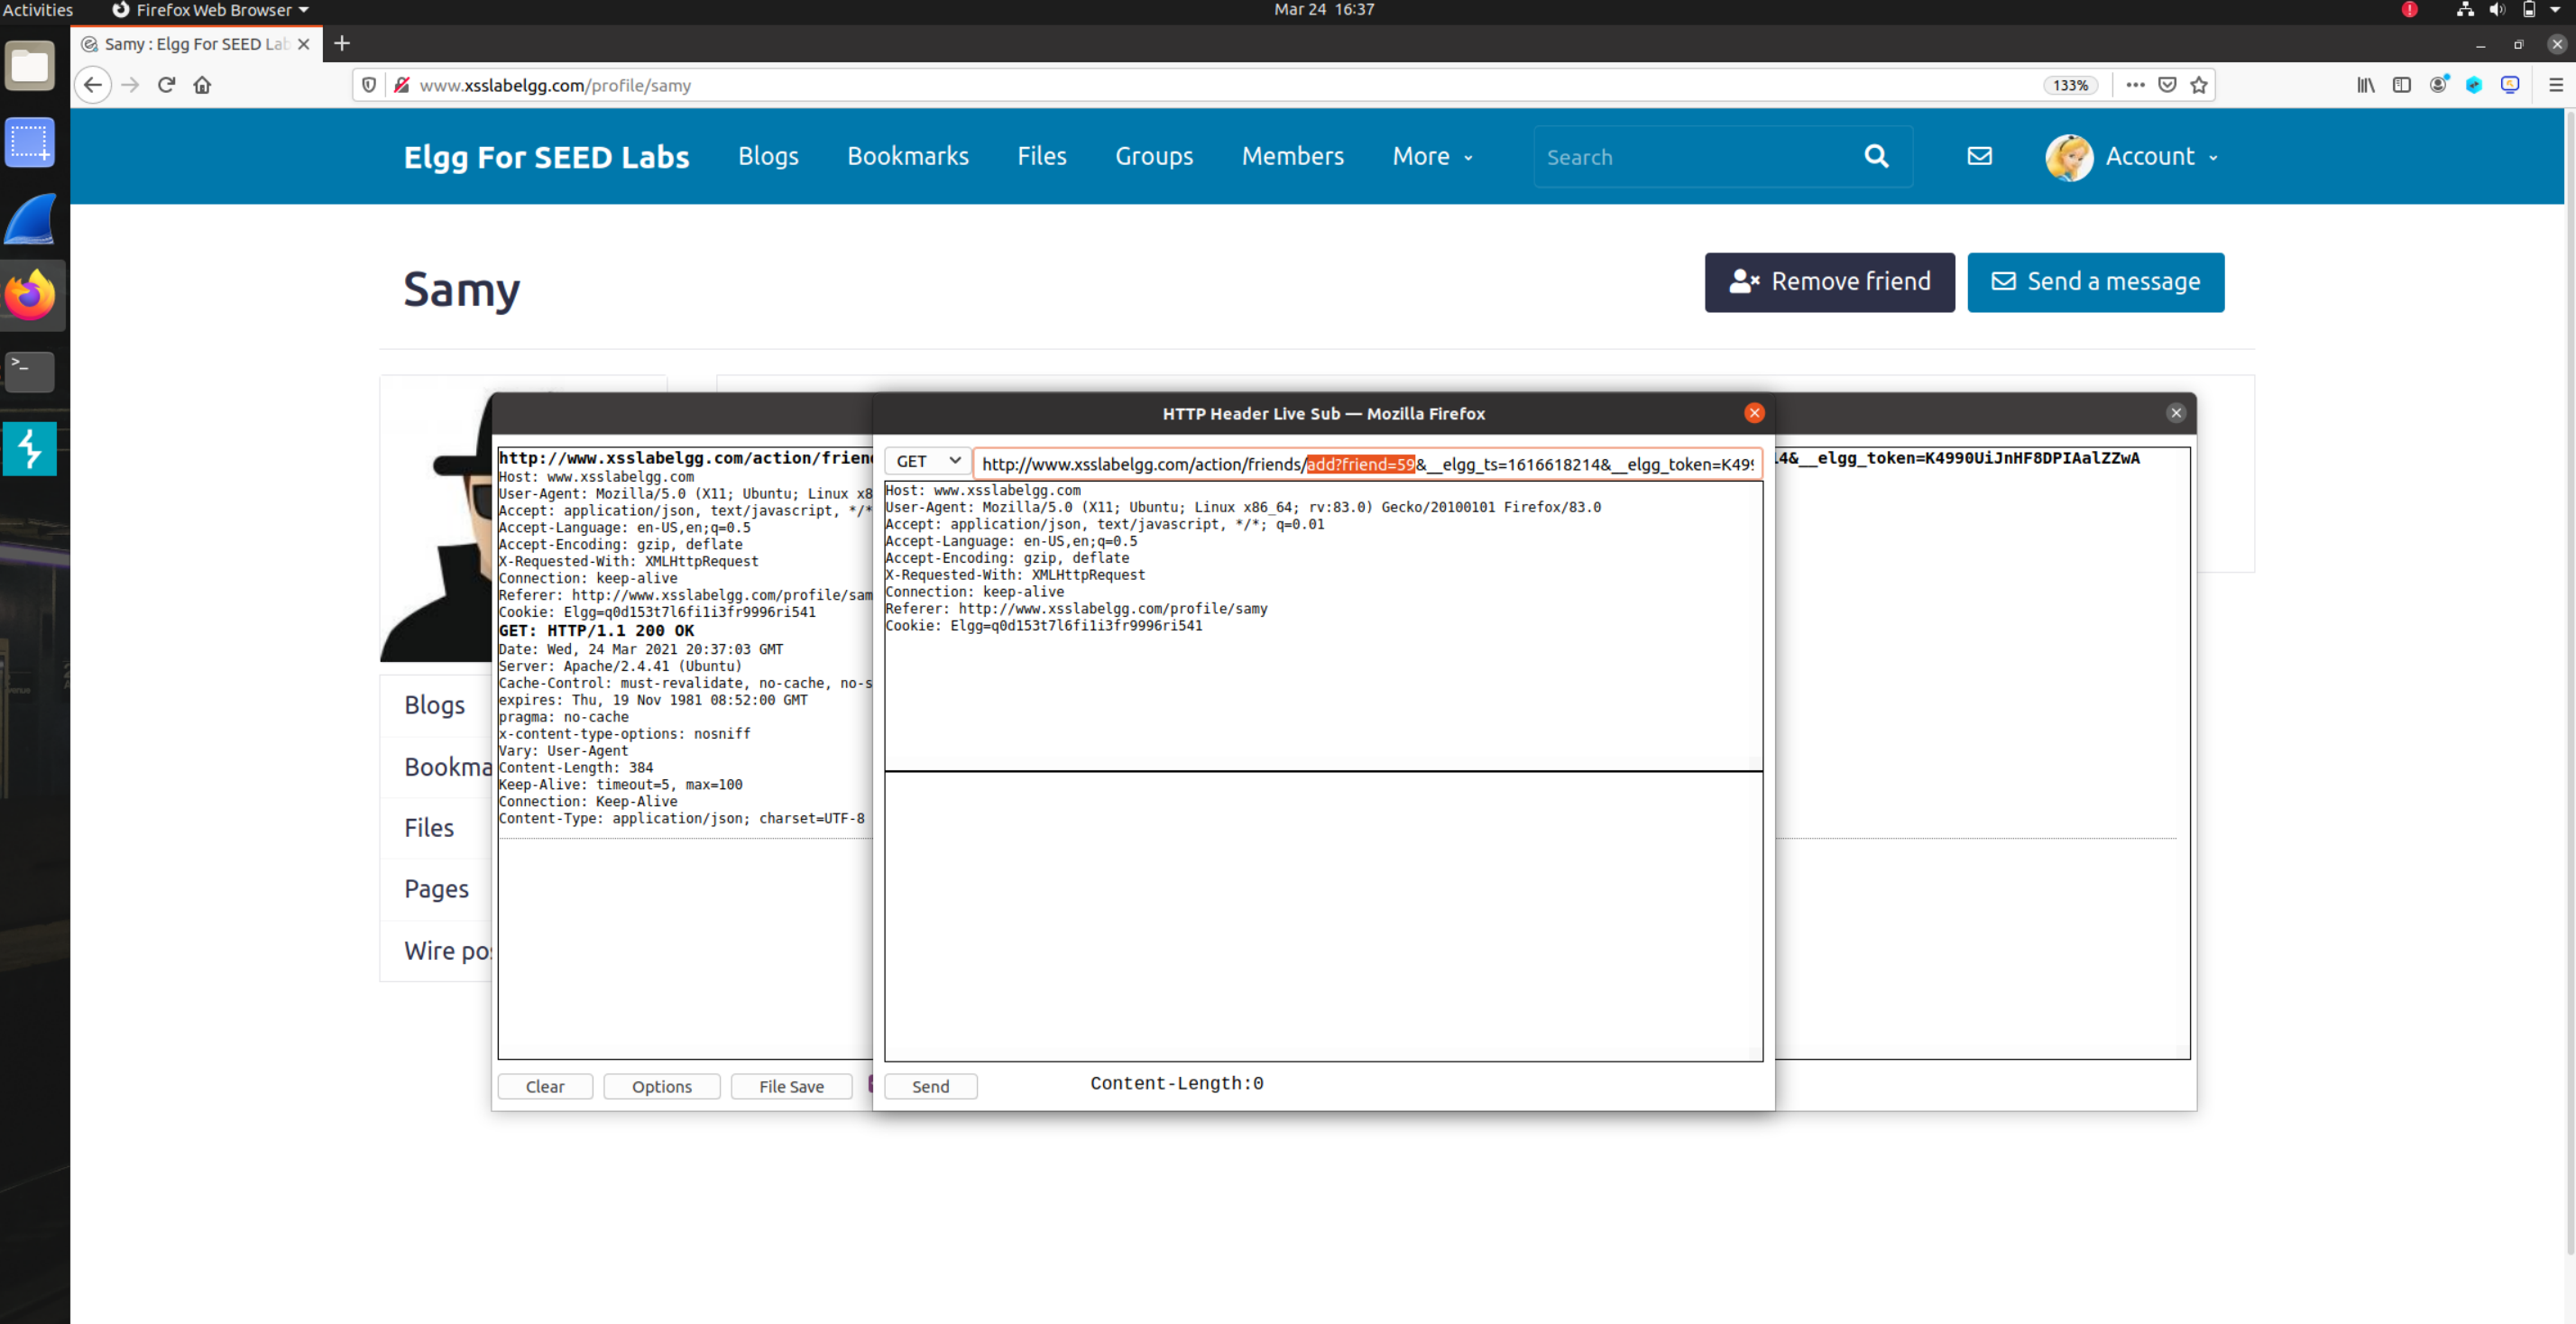 Activities Firefox Web Browser Mar 24 16:37
Samy : Elgg For SEED Lab
www.xsslabelgg.com/profile/samy 133%
Elgg For SEED Labs Blogs Bookmarks Files Groups Members More Search Account
Samy Remove friend Send a message
HTTP Header Live Sub — Mozilla Firefox
http://www.xsslabelgg.com/action/frien
Host: www.xsslabelgg.com
User-Agent: Mozilla/5.0 (X11; Ubuntu; Linux x8
Accept: application/json, text/javascript, */*
Accept-Language: en-US,en;q=0.5
Accept-Encoding: gzip, deflate
X-Requested-With: XMLHttpRequest
Connection: keep-alive
Referer: http://www.xsslabelgg.com/profile/sam
Cookie: Elgg=q0d153t7l6fi1i3fr9996ri541
GET: HTTP/1.1 200 OK
Date: Wed, 24 Mar 2021 20:37:03 GMT
Server: Apache/2.4.41 (Ubuntu)
Cache-Control: must-revalidate, no-cache, no-s
expires: Thu, 19 Nov 1981 08:52:00 GMT
pragma: no-cache
x-content-type-options: nosniff
Vary: User-Agent
Content-Length: 384
Keep-Alive: timeout=5, max=100
Connection: Keep-Alive
Content-Type: application/json; charset=UTF-8
Clear Options File Save
GET http://www.xsslabelgg.com/action/friends/add?friend=59&__elgg_ts=1616618214&__elgg_token=K499
Host: www.xsslabelgg.com
User-Agent: Mozilla/5.0 (X11; Ubuntu; Linux x86_64; rv:83.0) Gecko/20100101 Firefox/83.0
Accept: application/json, text/javascript, */*; q=0.01
Accept-Language: en-US,en;q=0.5
Accept-Encoding: gzip, deflate
X-Requested-With: XMLHttpRequest
Connection: keep-alive
Referer: http://www.xsslabelgg.com/profile/samy
Cookie: Elgg=q0d153t7l6fi1i3fr9996ri541
Send Content-Length:0
14&__elgg_token=K4990UiJnHF8DPIAalZZwA
Blogs
Bookma
Files
Pages
Wire po